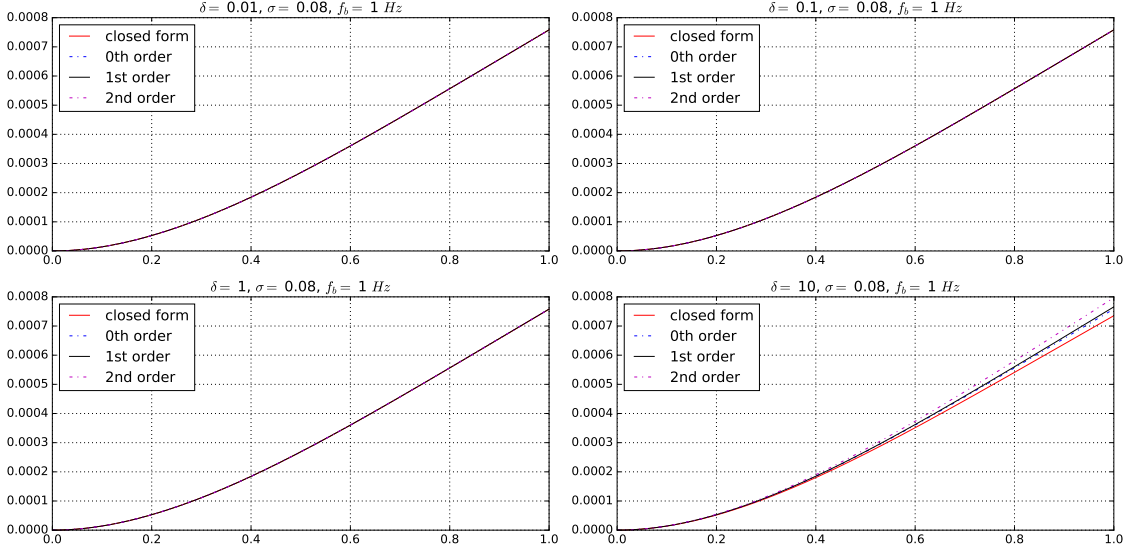 δ = 0.01, σ = 0.08, f_b = 1 Hz
closed form
0th order
1st order
2nd order
0.0008
0.0007
0.0006
0.0005
0.0004
0.0003
0.0002
0.0001
0.0000
0.0 0.2 0.4 0.6 0.8 1.0
δ = 0.1, σ = 0.08, f_b = 1 Hz
closed form
0th order
1st order
2nd order
0.0008
0.0007
0.0006
0.0005
0.0004
0.0003
0.0002
0.0001
0.0000
0.0 0.2 0.4 0.6 0.8 1.0
δ = 1, σ = 0.08, f_b = 1 Hz
closed form
0th order
1st order
2nd order
0.0008
0.0007
0.0006
0.0005
0.0004
0.0003
0.0002
0.0001
0.0000
0.0 0.2 0.4 0.6 0.8 1.0
δ = 10, σ = 0.08, f_b = 1 Hz
closed form
0th order
1st order
2nd order
0.0008
0.0007
0.0006
0.0005
0.0004
0.0003
0.0002
0.0001
0.0000
0.0 0.2 0.4 0.6 0.8 1.0